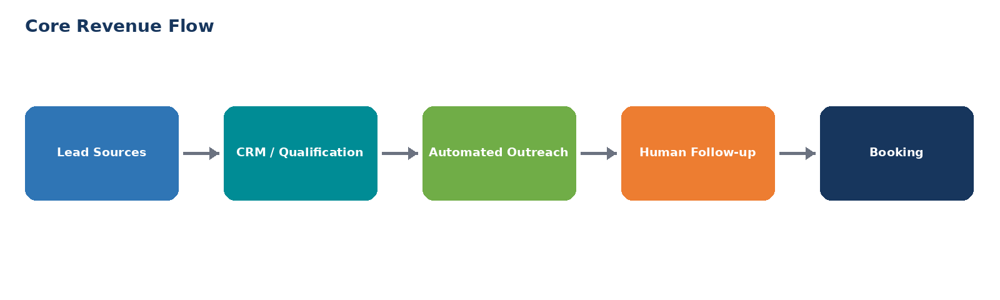 Core Revenue Flow
Lead Sources
CRM / Qualification
Automated Outreach
Human Follow-up
Booking